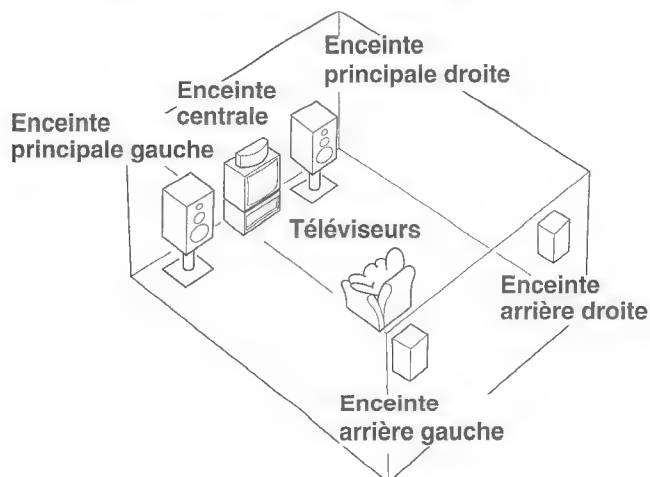 Enceinte
principale droite
Enceinte
centrale
Enceinte
principale gauche
Téléviseurs
Enceinte
arrière droite
Enceinte
arrière gauche